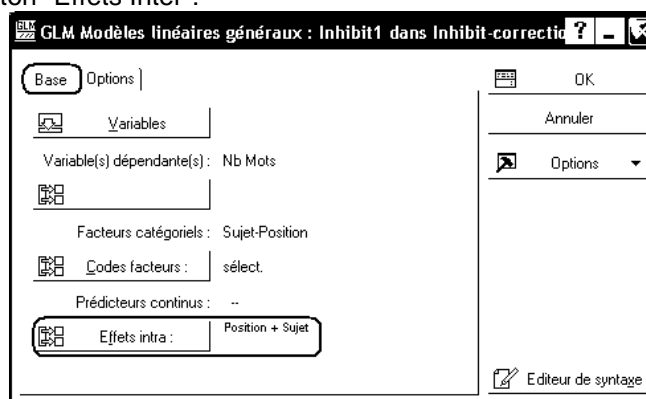 ton "Effets Inter".
GLM Modèles linéaires généraux : Inhibit1 dans Inhibit-correctio
Base Options
OK
Variables
Annuler
Variable(s) dépendante(s) : Nb Mots
Options
Facteurs catégoriels : Sujet-Position
Codes facteurs : sélect.
Prédicteurs continus : --
Effets intra : Position + Sujet
Editeur de syntaxe